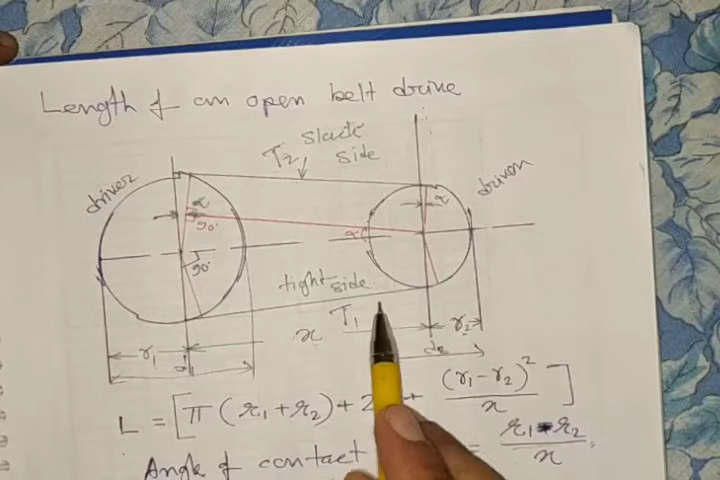 Length of an open belt drive
slack
T2 side
driver
driven
α
α
90°
α
90°
tight side
T1
x
r1
r2
d1
d2
L = [π (r1+r2) + 2 + (r1-r2)² / x ]
Angle of contact = r1-r2 / x